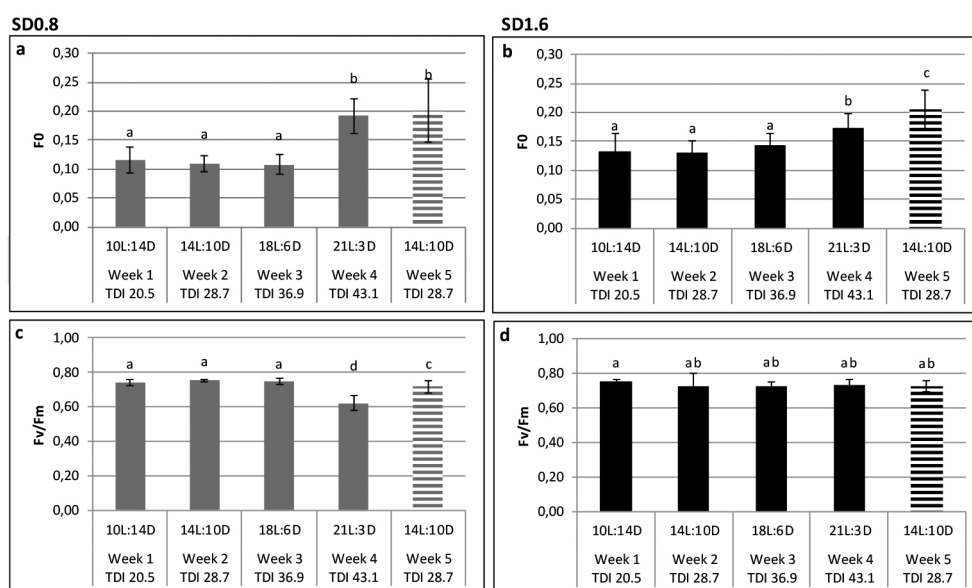 SD0.8
a
0,30
0,25
0,20
0,15
0,10
0,05
0,00
F0
a a a b b
10L:14D 14L:10D 18L:6D 21L:3D 14L:10D
Week 1 Week 2 Week 3 Week 4 Week 5
TDI 20.5 TDI 28.7 TDI 36.9 TDI 43.1 TDI 28.7
SD1.6
b
0,30
0,25
0,20
0,15
0,10
0,05
0,00
F0
a a a b c
10L:14D 14L:10D 18L:6D 21L:3D 14L:10D
Week 1 Week 2 Week 3 Week 4 Week 5
TDI 20.5 TDI 28.7 TDI 36.9 TDI 43.1 TDI 28.7
c
1,00
0,80
0,60
0,40
0,20
0,00
Fv/Fm
a a a d c
10L:14D 14L:10D 18L:6D 21L:3D 14L:10D
Week 1 Week 2 Week 3 Week 4 Week 5
TDI 20.5 TDI 28.7 TDI 36.9 TDI 43.1 TDI 28.7
d
1,00
0,80
0,60
0,40
0,20
0,00
Fv/Fm
a ab ab ab ab
10L:14D 14L:10D 18L:6D 21L:3D 14L:10D
Week 1 Week 2 Week 3 Week 4 Week 5
TDI 20.5 TDI 28.7 TDI 36.9 TDI 43.1 TDI 28.7